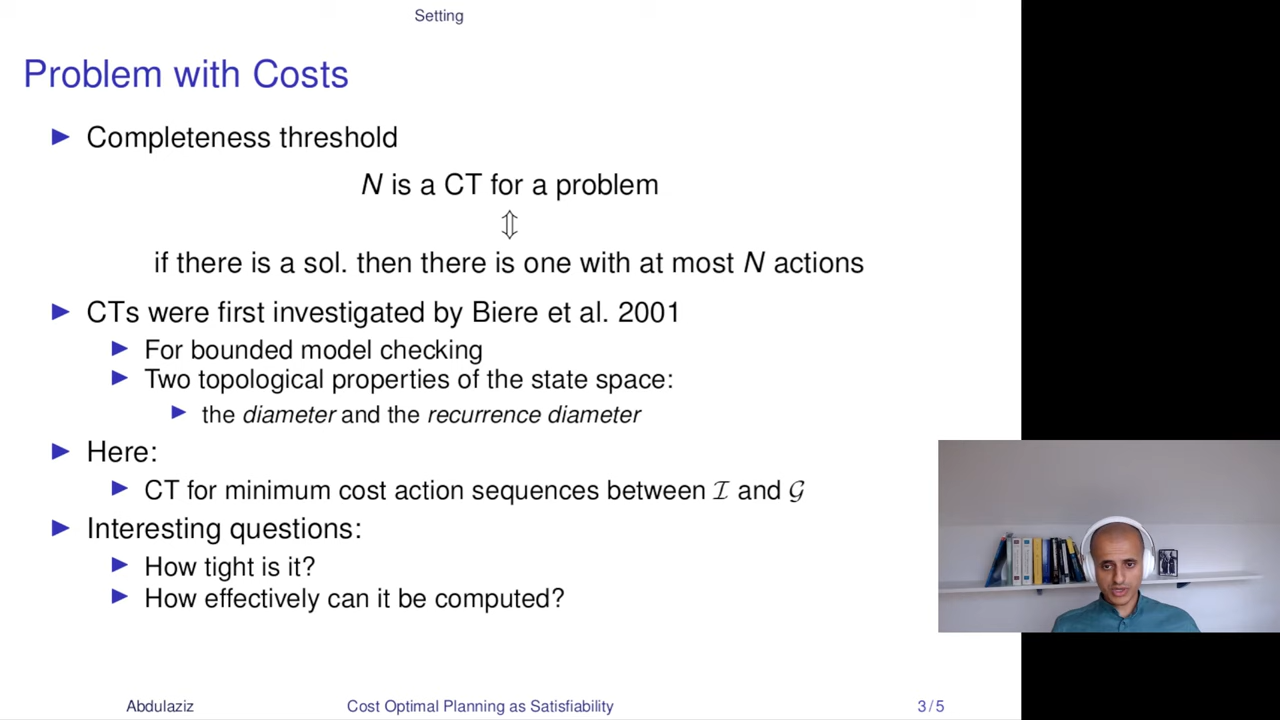 Setting
Problem with Costs
Completeness threshold
N is a CT for a problem
⇕
if there is a sol. then there is one with at most N actions
CTs were first investigated by Biere et al. 2001
For bounded model checking
Two topological properties of the state space:
the diameter and the recurrence diameter
Here:
CT for minimum cost action sequences between ℐ and 𝒢
Interesting questions:
How tight is it?
How effectively can it be computed?
Abdulaziz Cost Optimal Planning as Satisfiability 3 / 5